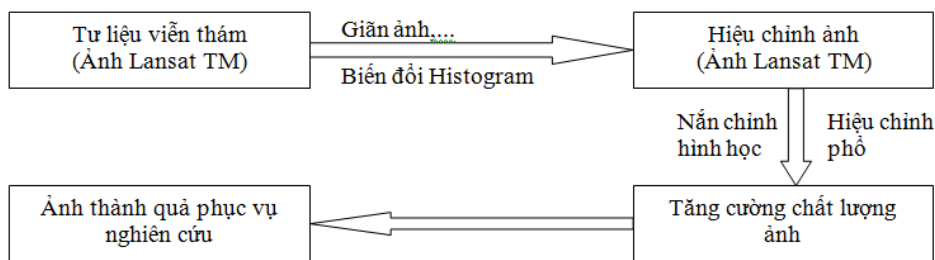 Tư liệu viễn thám
(Ảnh Lansat TM)
Giãn ảnh,...
Biến đổi Histogram
Hiệu chỉnh ảnh
(Ảnh Lansat TM)
Nắn chỉnh
hình học
Hiệu chỉnh
phổ
Tăng cường chất lượng
ảnh
Ảnh thành quả phục vụ
nghiên cứu